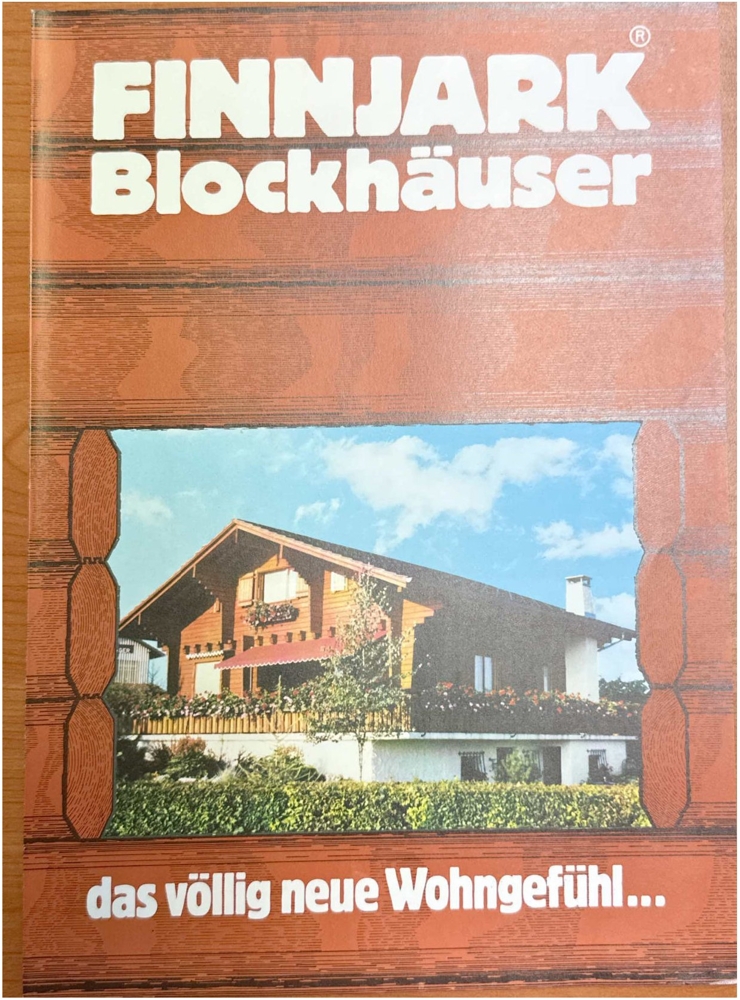 FINNJARK®
Blockhäuser
das völlig neue Wohngefühl...